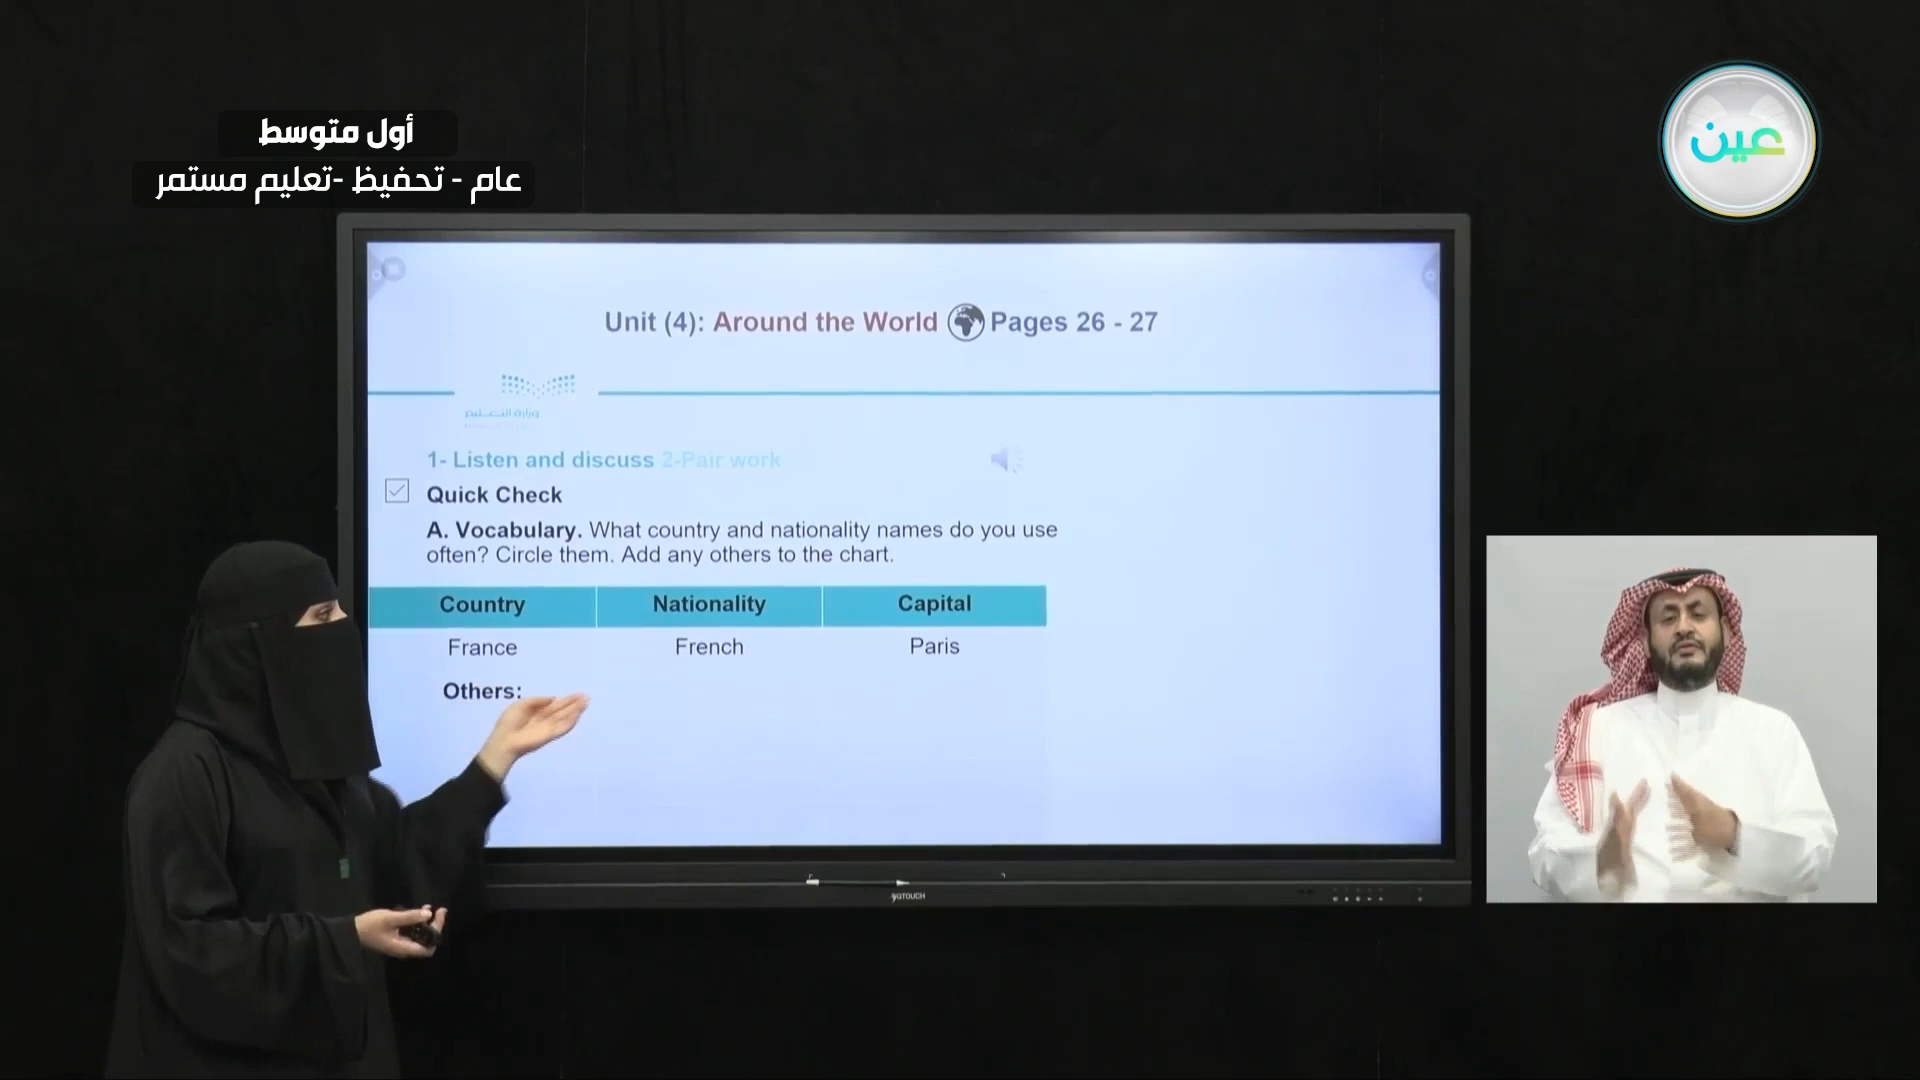 أول متوسط
عام - تحفيظ -تعليم مستمر
عين
Unit (4): Around the World Pages 26 - 27
وزارة التعليم
1- Listen and discuss 2-Pair work
Quick Check
A. Vocabulary. What country and nationality names do you use
often? Circle them. Add any others to the chart.
Country Nationality Capital
France French Paris
Others: